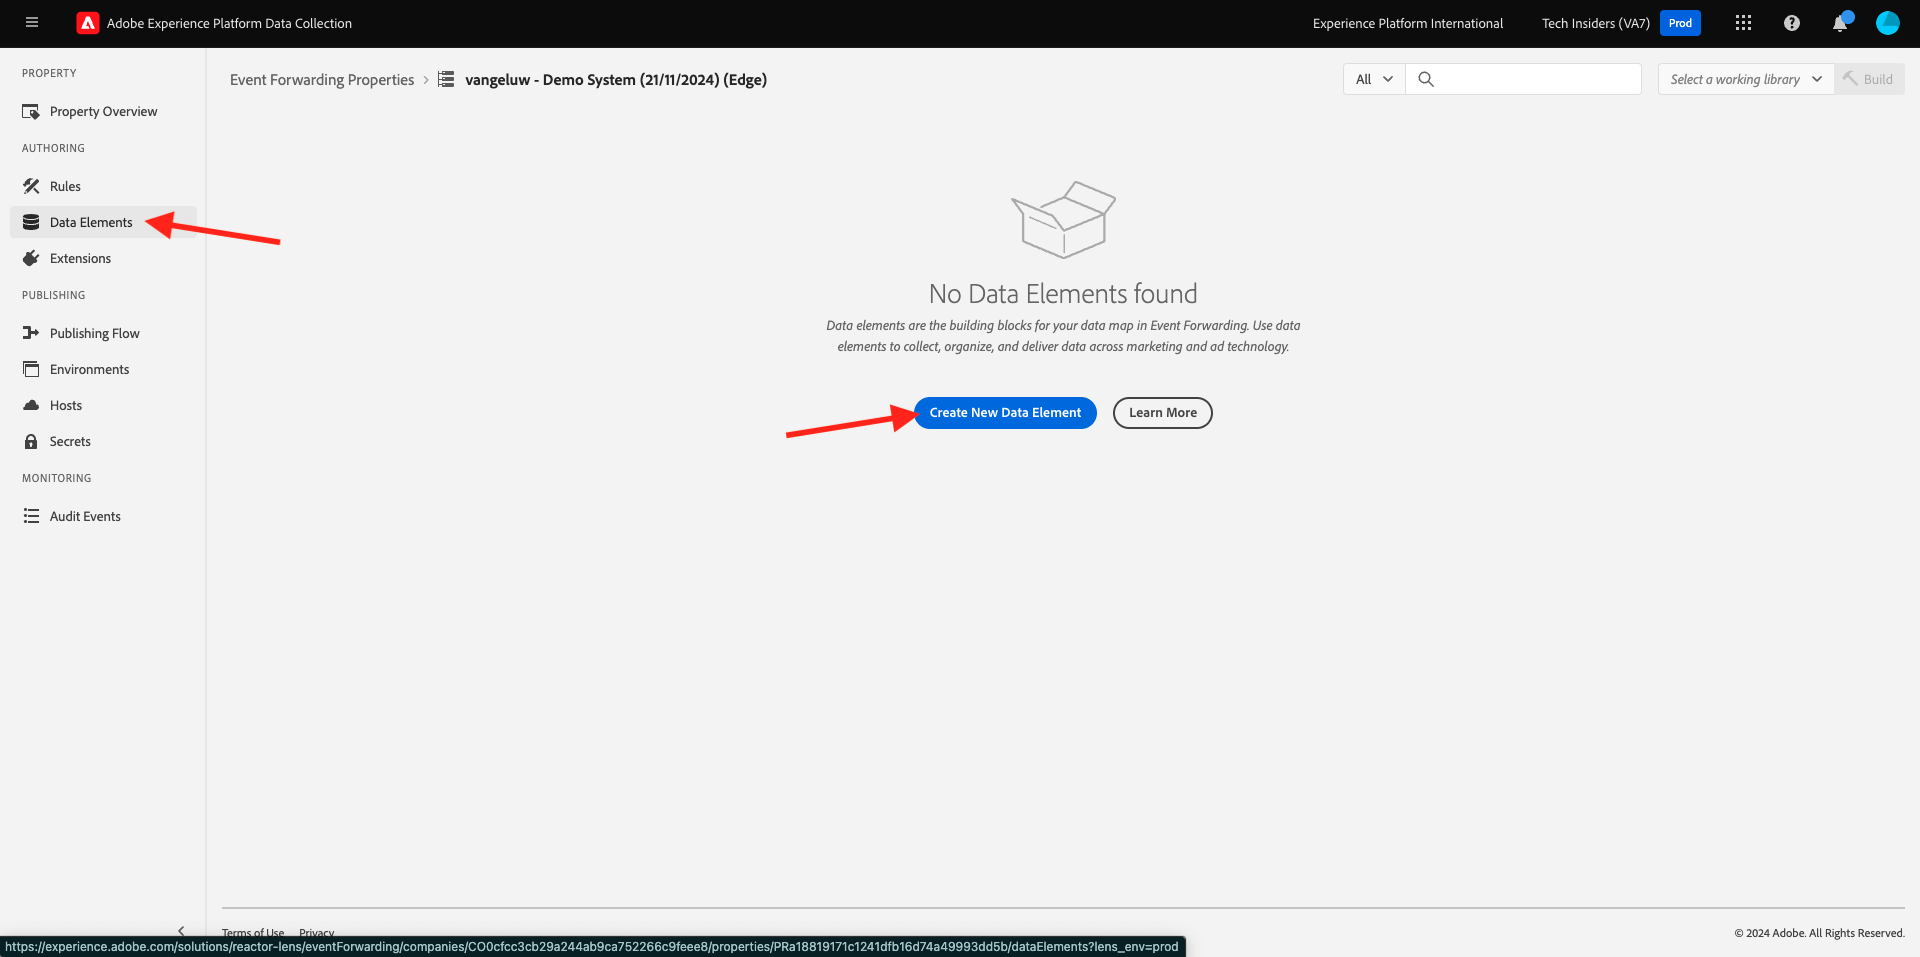 Adobe Experience Platform Data Collection
Experience Platform International
Tech Insiders (VA7)
Prod
PROPERTY
Property Overview
AUTHORING
Rules
Data Elements
Extensions
PUBLISHING
Publishing Flow
Environments
Hosts
Secrets
MONITORING
Audit Events
Event Forwarding Properties
vangeluw - Demo System (21/11/2024) (Edge)
All
Select a working library
Build
No Data Elements found
Data elements are the building blocks for your data map in Event Forwarding. Use data
elements to collect, organize, and deliver data across marketing and ad technology.
Create New Data Element
Learn More
Terms of Use
Privacy
© 2024 Adobe. All Rights Reserved.
https://experience.adobe.com/solutions/reactor-lens/eventForwarding/companies/CO0cfcc3cb29a244ab9ca752266c9feee8/properties/PRa18819171c1241dfb16d74a49993dd5b/dataElements?lens_env=prod